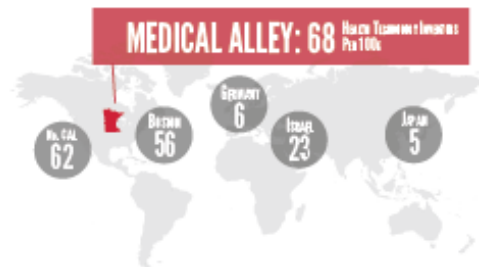 MEDICAL ALLEY: 68 HEALTH TECHNOLOGY INVENTORS
PER 100K
NO. CAL
62
BOSTON
56
GERMANY
6
ISRAEL
23
JAPAN
5